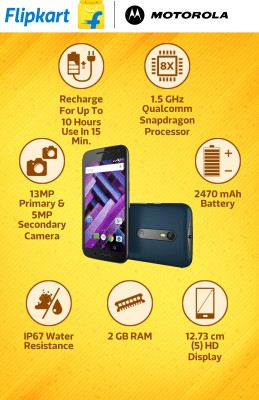 Flipkart
MOTOROLA
Recharge
For Up To
10 Hours
Use In 15
Min.
8X
1.5 GHz
Qualcomm
Snapdragon
Processor
13MP
Primary &
5MP
Secondary
Camera
2470 mAh
Battery
IP67 Water
Resistance
2 GB RAM
12.73 cm
(5) HD
Display